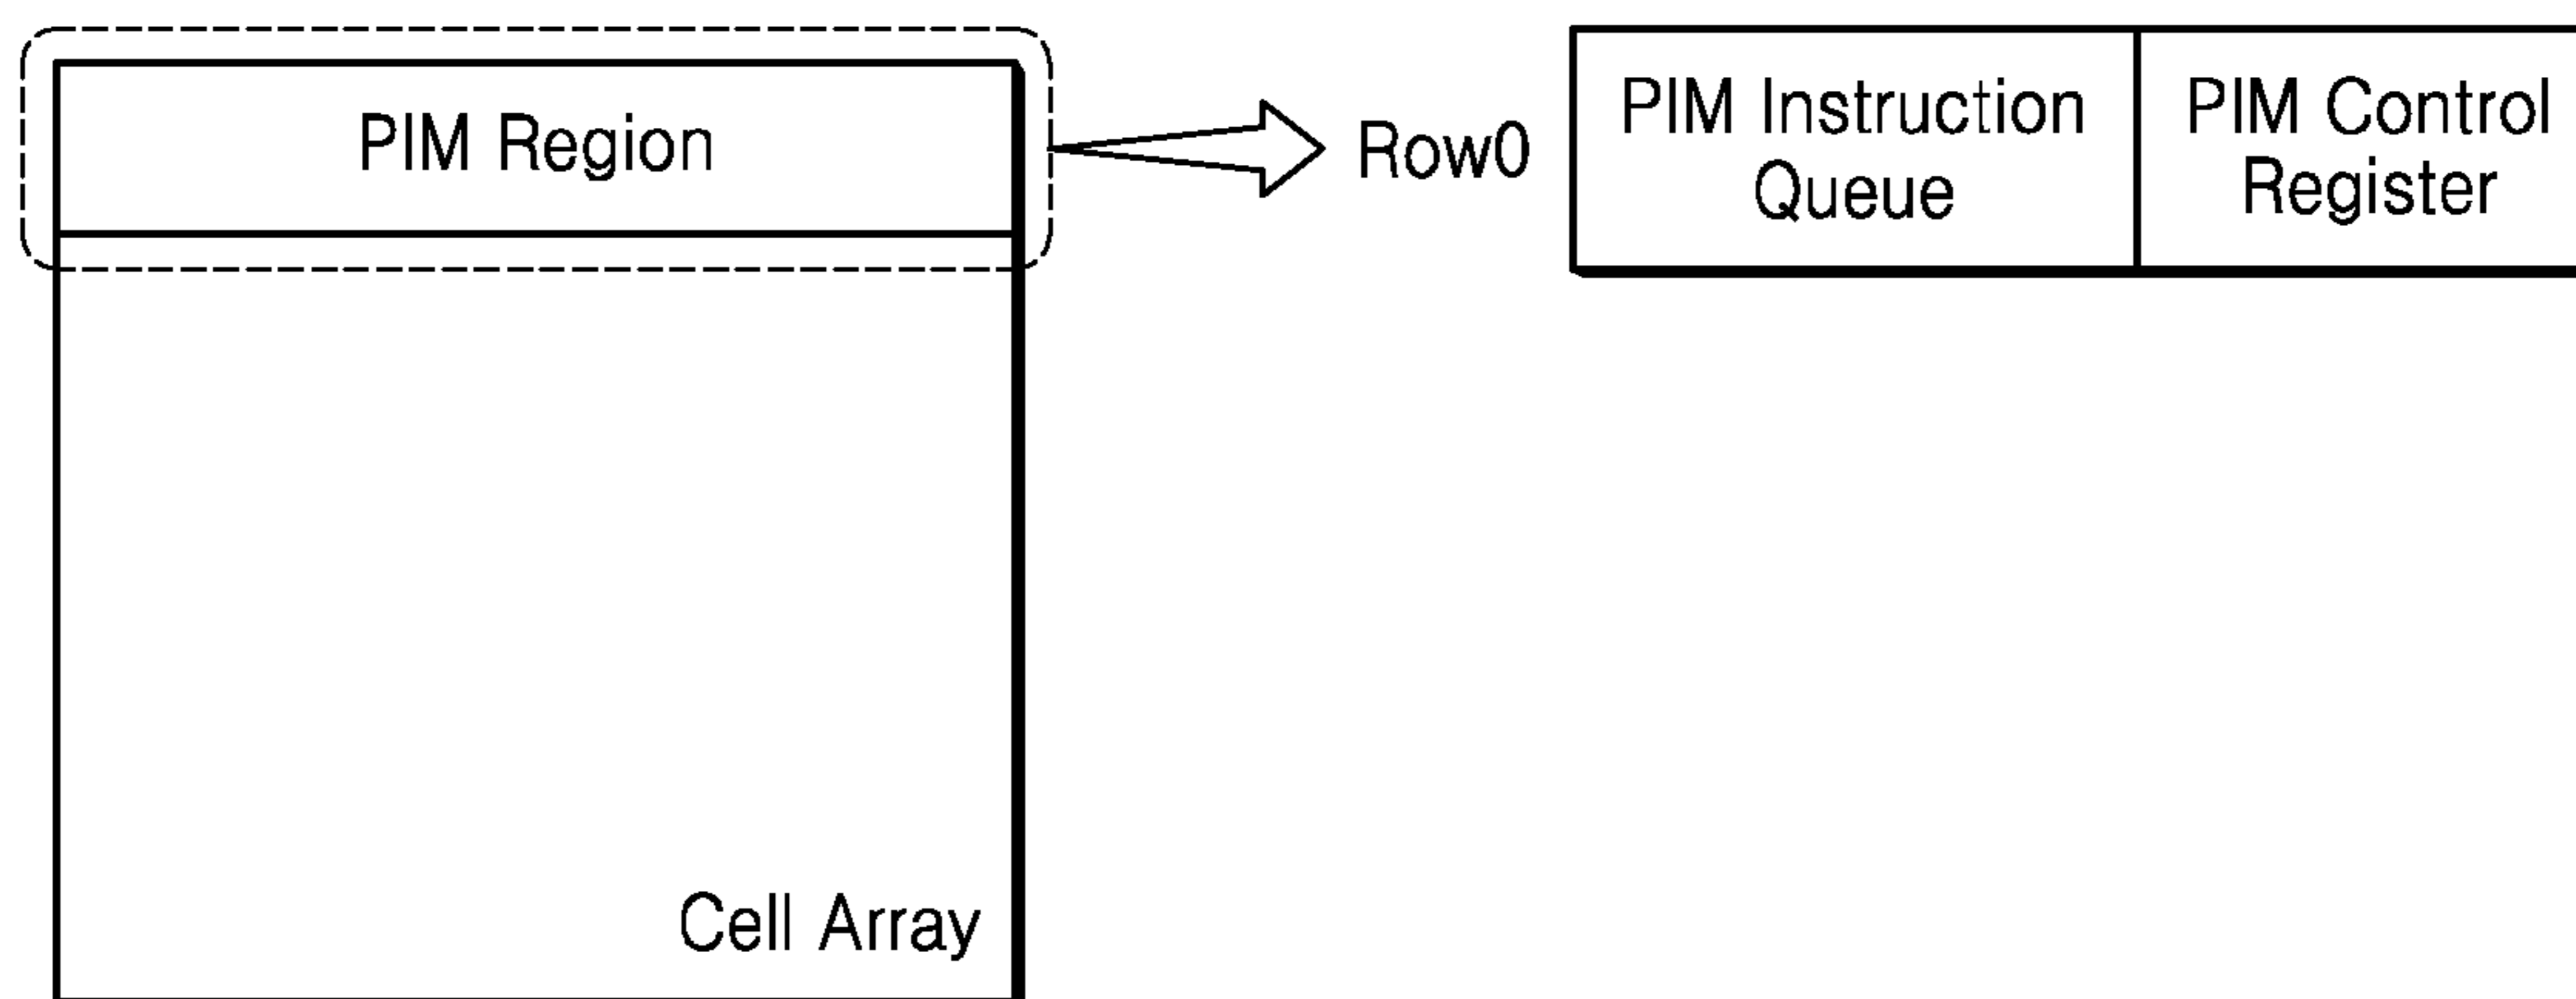 PIM Region
Row0
PIM Instruction
Queue
PIM Control
Register
Cell Array